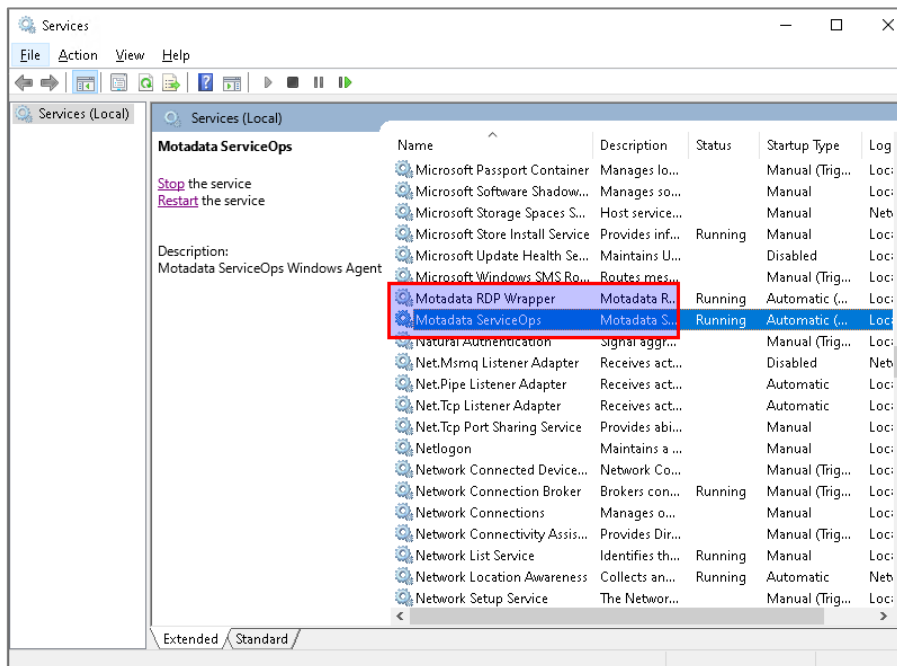 Services
File Action View Help
Services (Local)
Services (Local)
Motadata ServiceOps
Stop the service
Restart the service
Description:
Motadata ServiceOps Windows Agent
Name Description Status Startup Type Log
Microsoft Passport Container Manages lo... Manual (Trig... Loc
Microsoft Software Shadow... Manages so... Manual Loc
Microsoft Storage Spaces S... Host service... Manual Net
Microsoft Store Install Service Provides inf... Running Manual Loc
Microsoft Update Health Se... Maintains U... Disabled Loc
Microsoft Windows SMS Ro... Routes mes... Manual (Trig... Loc
Motadata RDP Wrapper Motadata R... Running Automatic (... Loc
Motadata ServiceOps Motadata S... Running Automatic (... Loc
Natural Authentication Signal aggr... Manual (Trig... Loc
Net.Msmq Listener Adapter Receives act... Disabled Net
Net.Pipe Listener Adapter Receives act... Automatic Loc
Net.Tcp Listener Adapter Receives act... Automatic Loc
Net.Tcp Port Sharing Service Provides abi... Manual Loc
Netlogon Maintains a ... Manual Loc
Network Connected Device... Network Co... Manual (Trig... Loc
Network Connection Broker Brokers con... Running Manual (Trig... Loc
Network Connections Manages o... Manual Loc
Network Connectivity Assis... Provides Dir... Manual (Trig... Loc
Network List Service Identifies th... Running Manual Loc
Network Location Awareness Collects an... Running Automatic Net
Network Setup Service The Networ... Manual (Trig... Loc
Extended Standard